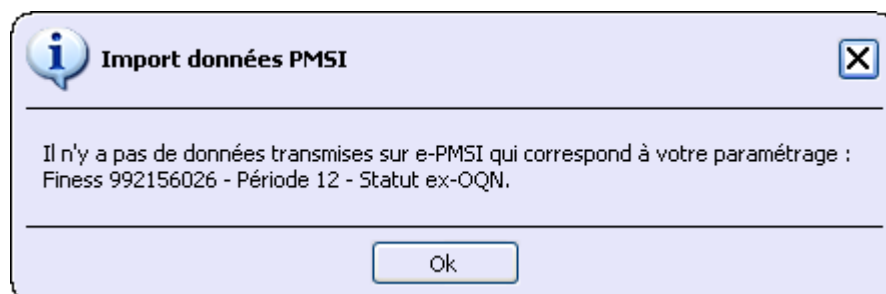 Import données PMSI
Il n'y a pas de données transmises sur e-PMSI qui correspond à votre paramétrage :
Finess 992156026 - Période 12 - Statut ex-OQN.
Ok